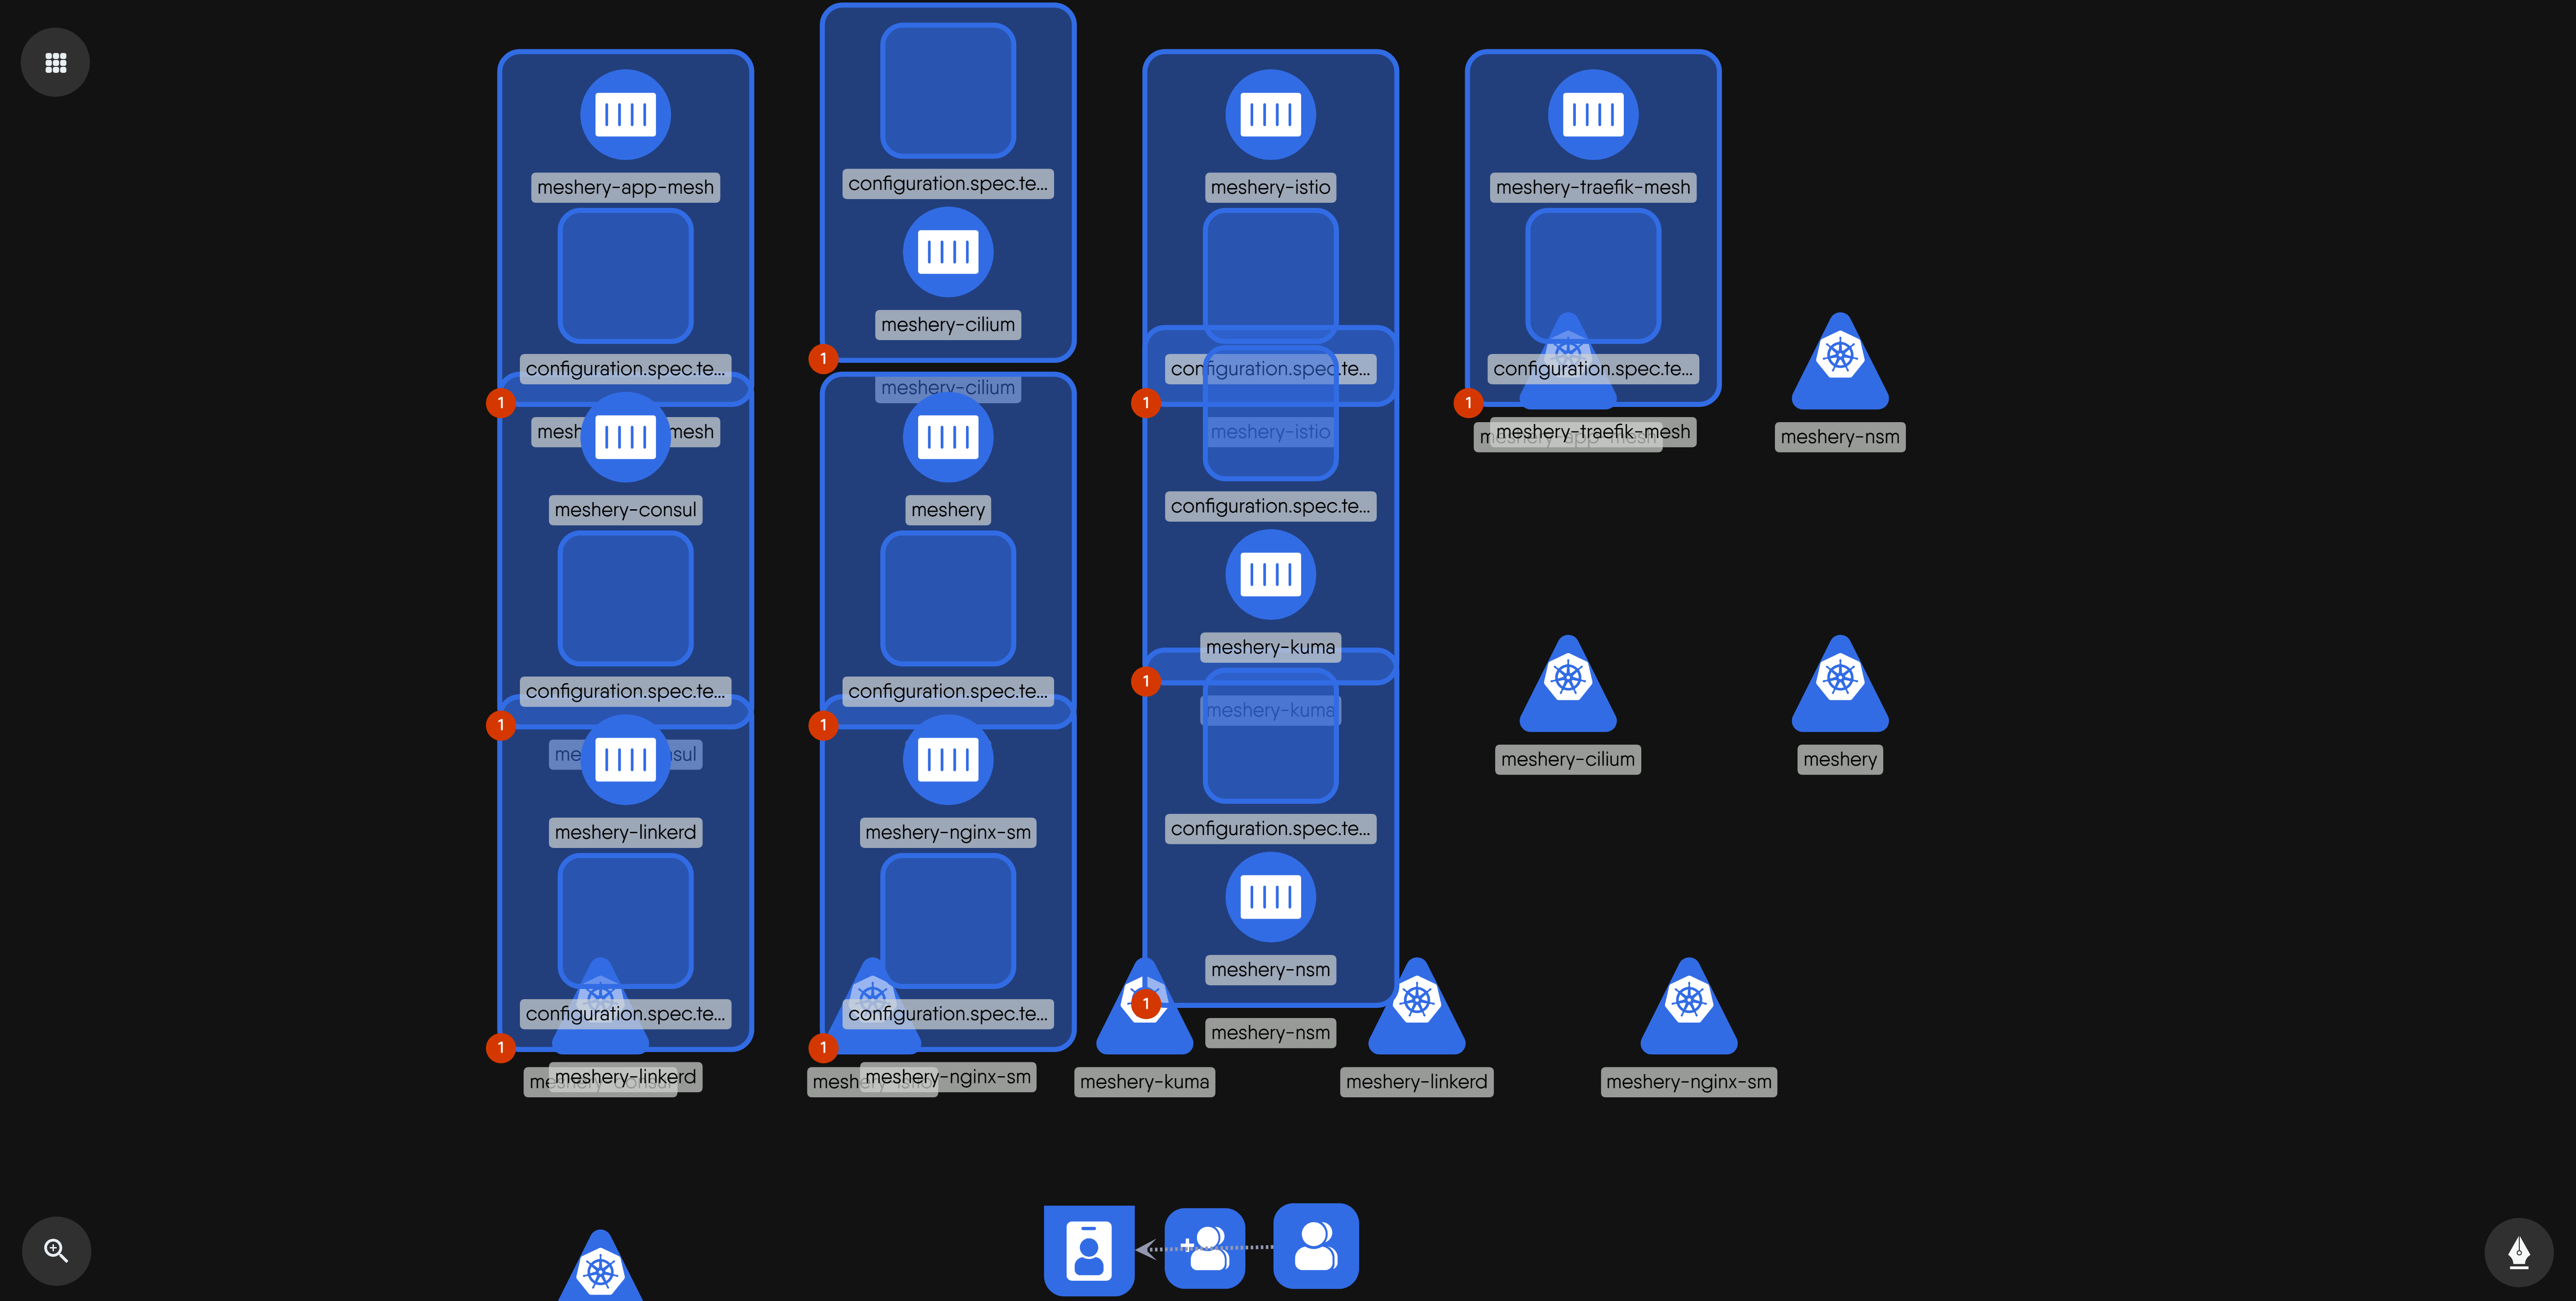 meshery-app-mesh
configuration.spec.te...
1
mesh mesh
meshery-consul
configuration.spec.te...
1
me sul
meshery-linkerd
configuration.spec.te...
1
meshery-linkerd
configuration.spec.te...
meshery-cilium
1
meshery-cilium
meshery
configuration.spec.te...
1
meshery-nginx-sm
configuration.spec.te...
1
meshery-nginx-sm
meshery-istio
configuration.spec.te...
1
meshery-istio
configuration.spec.te...
meshery-kuma
1
meshery-kuma
configuration.spec.te...
meshery-nsm
1
meshery-nsm
meshery-kuma
meshery-traefik-mesh
configuration.spec.te...
1
meshery-traefik-mesh
meshery-nsm
meshery-cilium
meshery
meshery-linkerd
meshery-nginx-sm